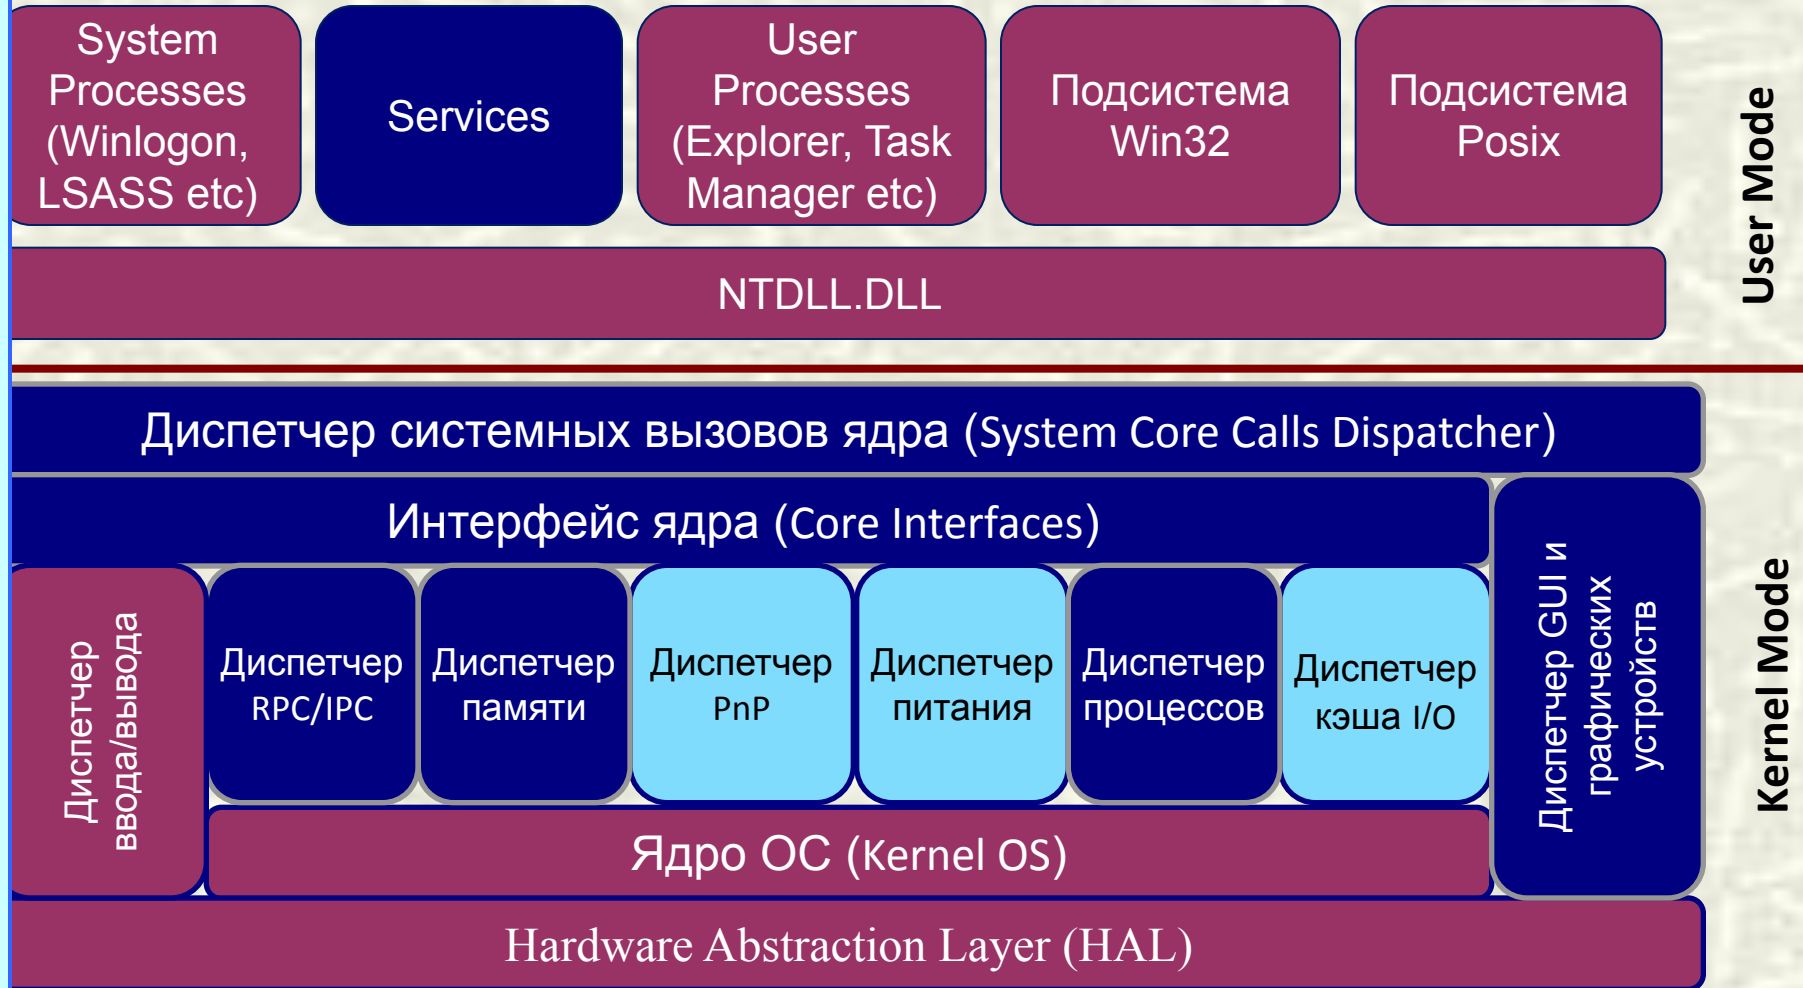 System
Processes
(Winlogon,
LSASS etc)
Services
User
Processes
(Explorer, Task
Manager etc)
Подсистема
Win32
Подсистема
Posix
User Mode
NTDLL.DLL
Диспетчер системных вызовов ядра (System Core Calls Dispatcher)
Интерфейс ядра (Core Interfaces)
Диспетчер
ввода/вывода
Диспетчер
RPC/IPC
Диспетчер
памяти
Диспетчер
PnP
Диспетчер
питания
Диспетчер
процессов
Диспетчер
кэша I/O
Диспетчер GUI и
графических
устройств
Kernel Mode
Ядро ОС (Kernel OS)
Hardware Abstraction Layer (HAL)